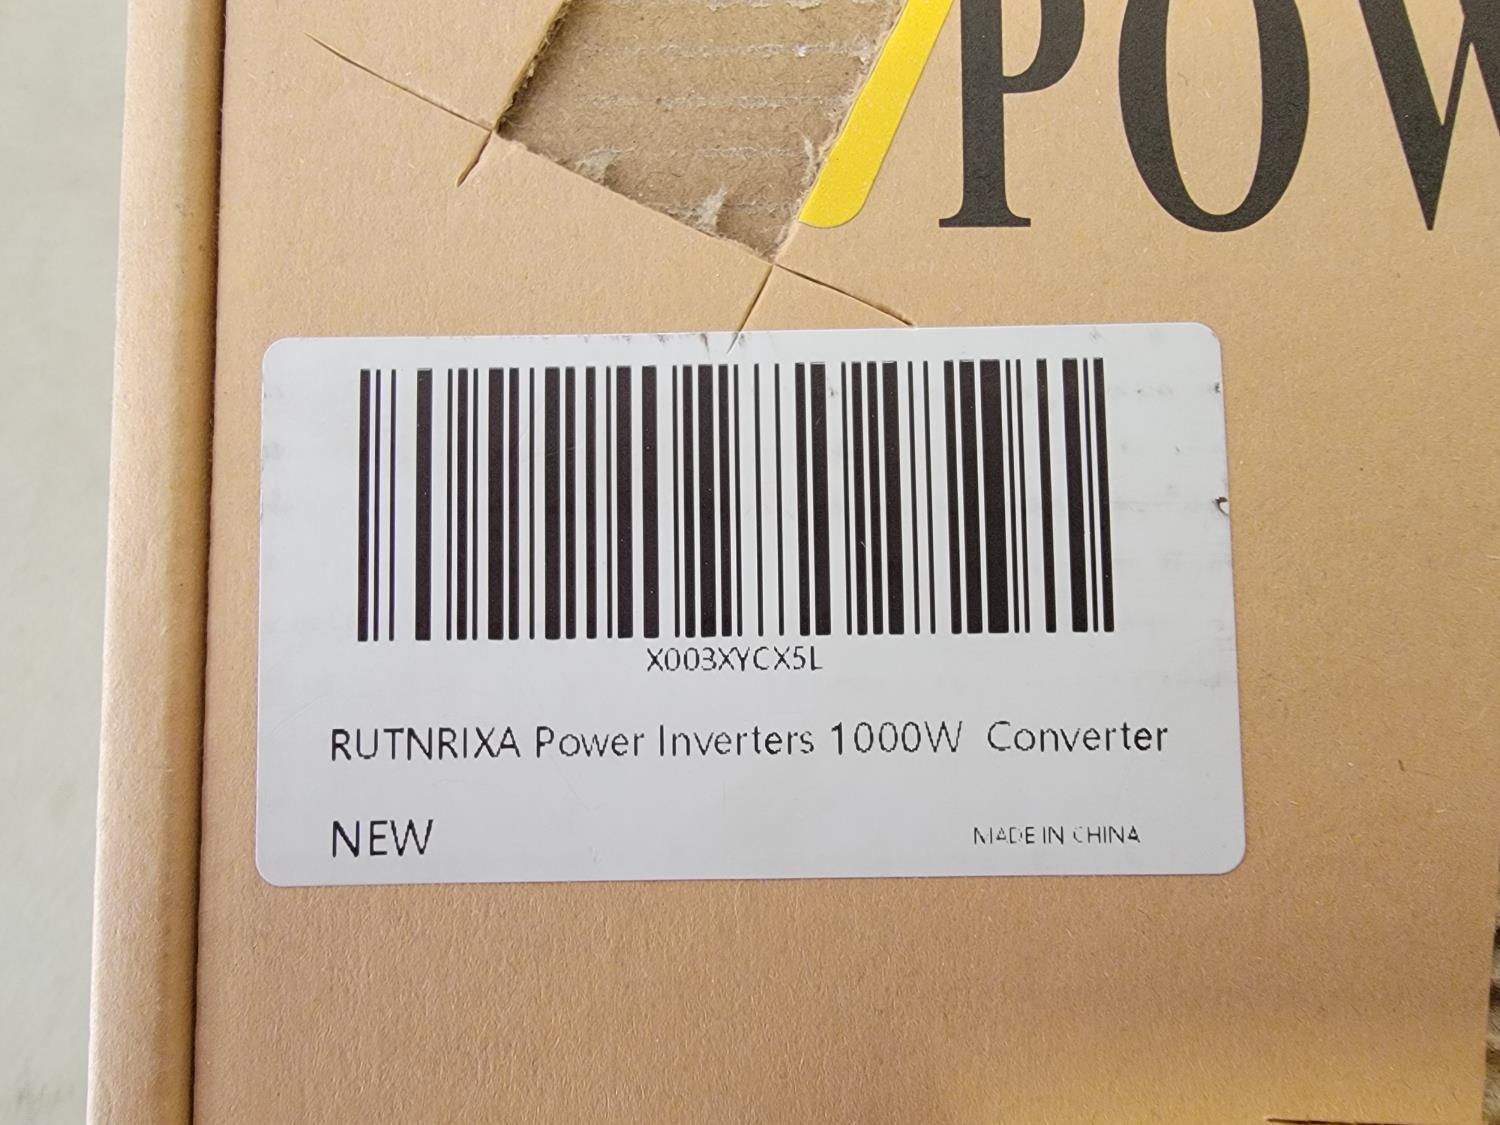 POW
X003XYCX5L
RUTNRIXA Power Inverters 1000W Converter
NEW
MADE IN CHINA